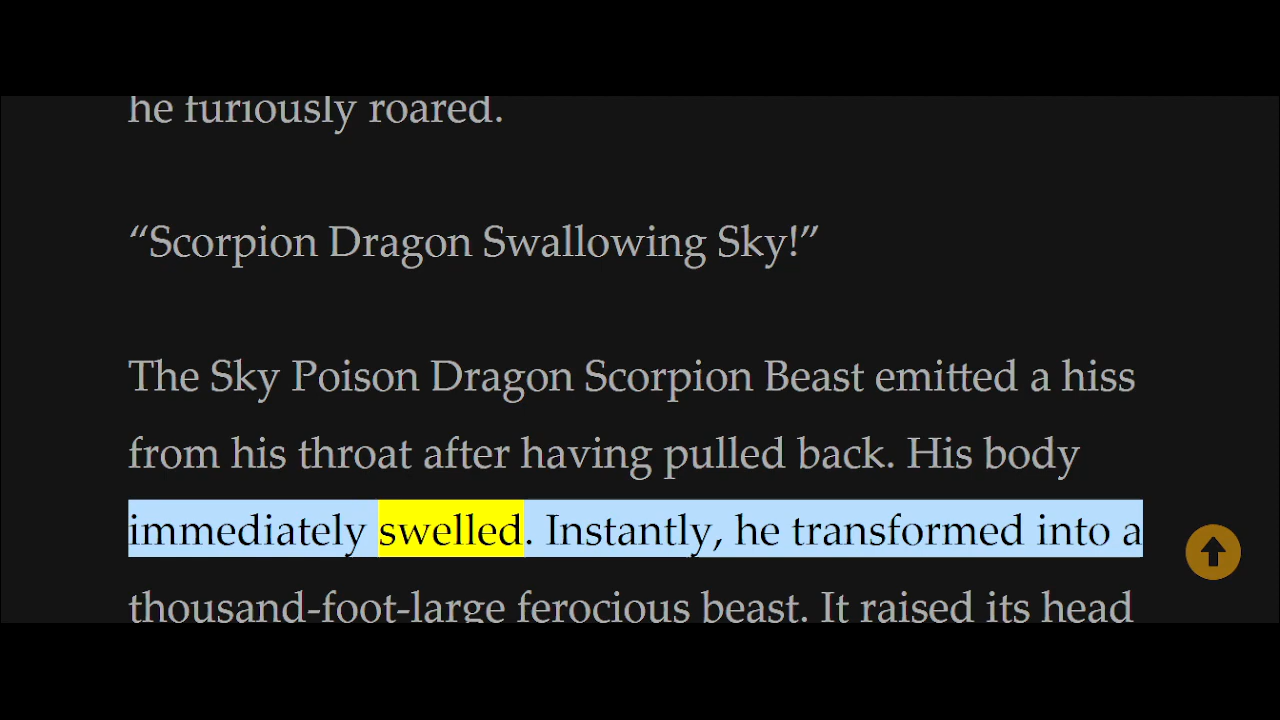 he furiously roared.
“Scorpion Dragon Swallowing Sky!”
The Sky Poison Dragon Scorpion Beast emitted a hiss
from his throat after having pulled back. His body
immediately swelled. Instantly, he transformed into a
thousand-foot-large ferocious beast. It raised its head